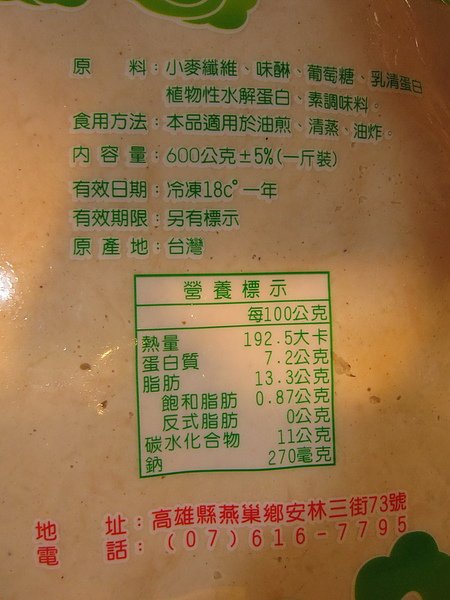 原 料：小麥纖維、味醂、葡萄糖、乳清蛋白
植物性水解蛋白、素調味料。
食用方法：本品適用於油煎、清蒸、油炸。
內容量：600公克±5%(一斤裝)
有效日期：冷凍18c°一年
有效期限：另有標示
原產地：台灣
營養標示
每100公克
熱量 192.5大卡
蛋白質 7.2公克
脂肪 13.3公克
飽和脂肪 0.87公克
反式脂肪 0公克
碳水化合物 11公克
鈉 270毫克
地 址：高雄縣燕巢鄉安林三街73號
電 話：(07)616-7795